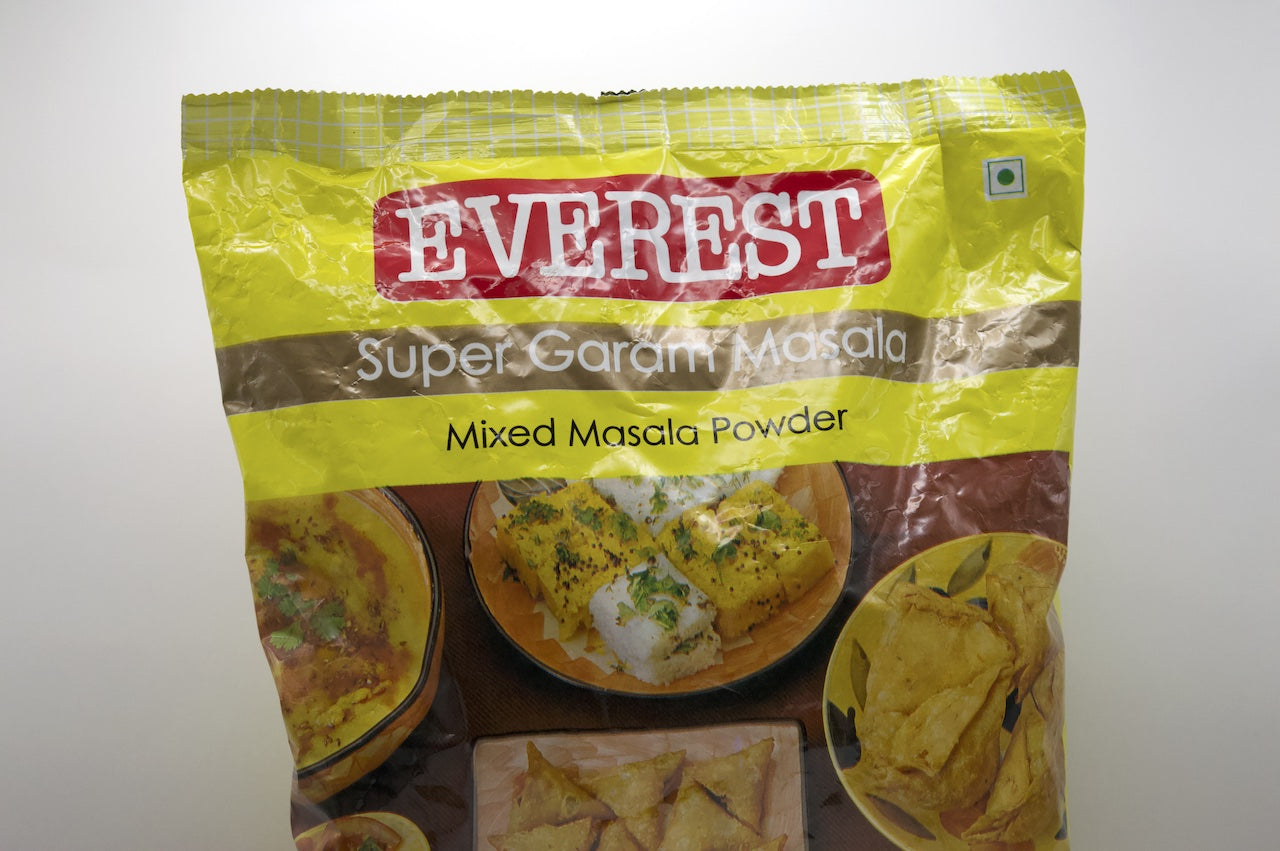 EVEREST
Super Garam Masala
Mixed Masala Powder